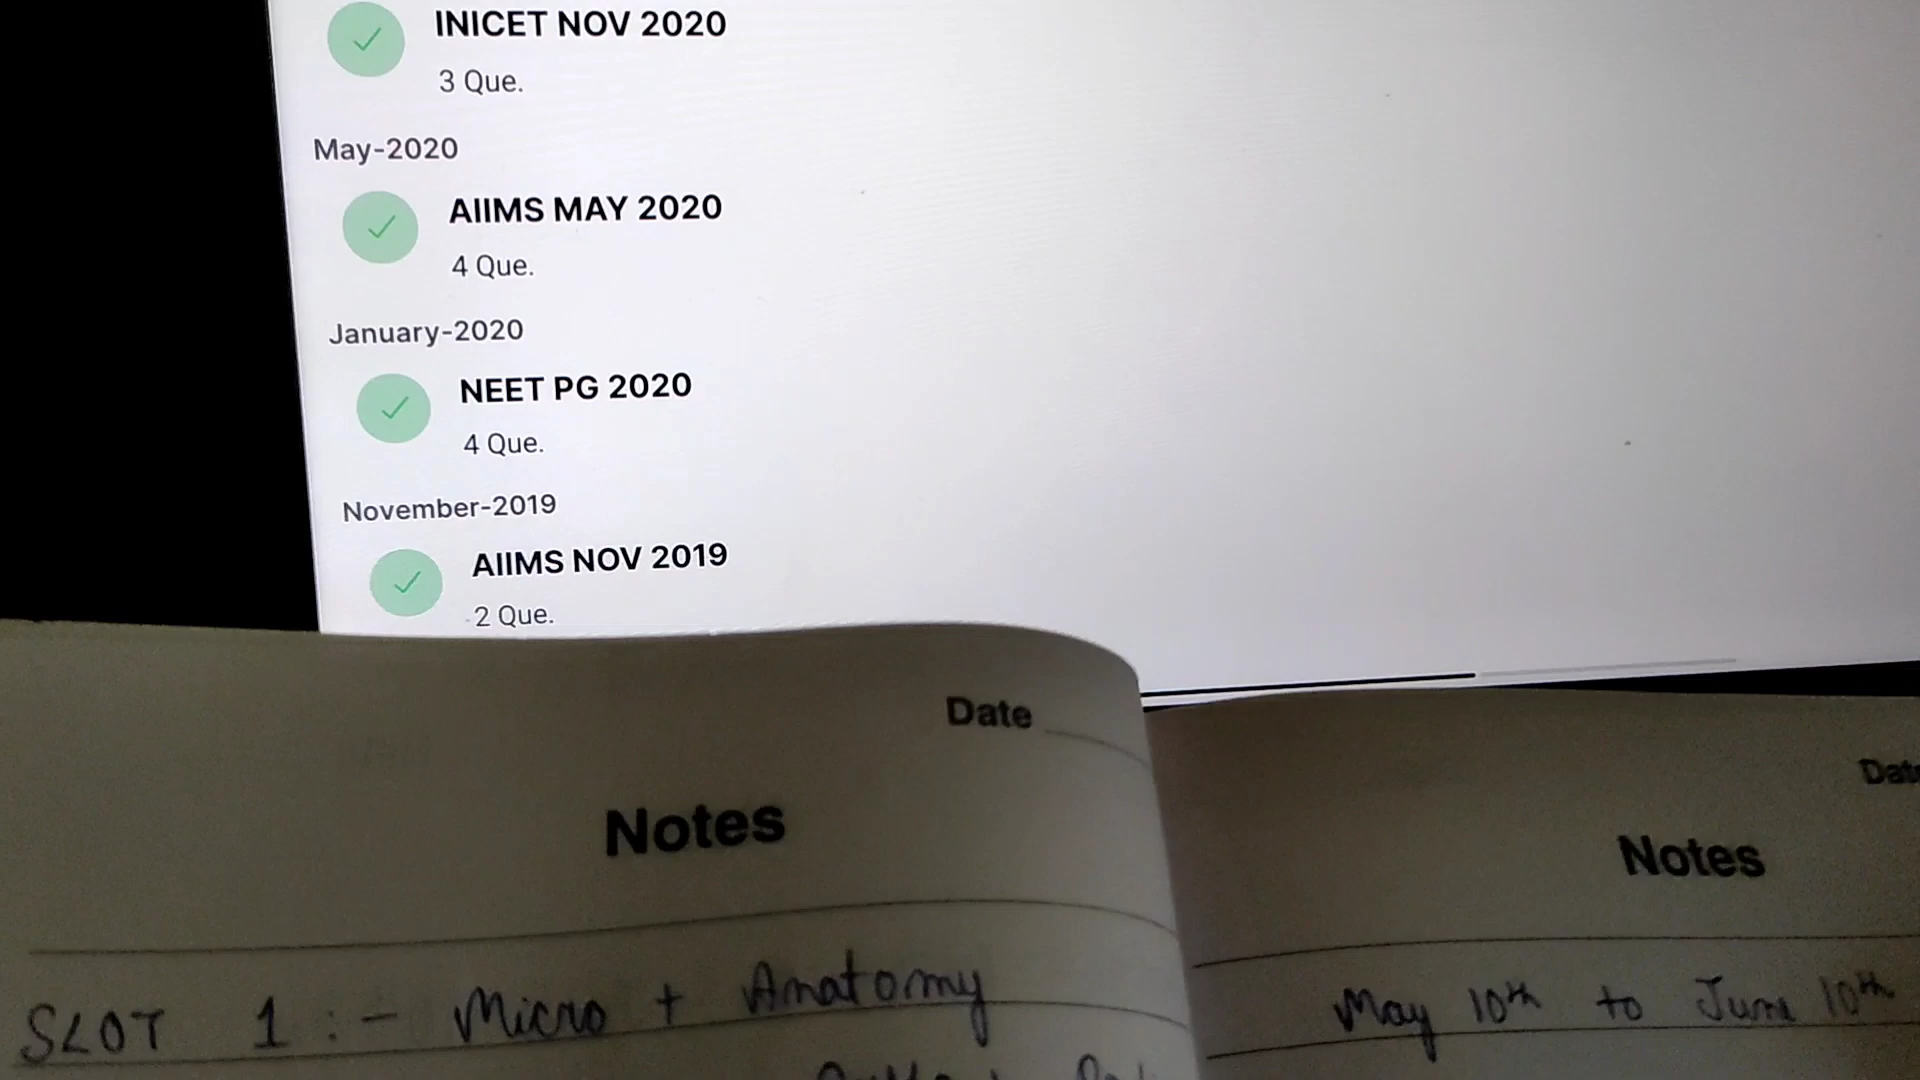 INICET NOV 2020
3 Que.
May-2020
AIIMS MAY 2020
4 Que.
January-2020
NEET PG 2020
4 Que.
November-2019
AIIMS NOV 2019
2 Que.
Date
Notes
SLOT 1 :- Micro + Anatomy
Date
Notes
May 10th to June 10th